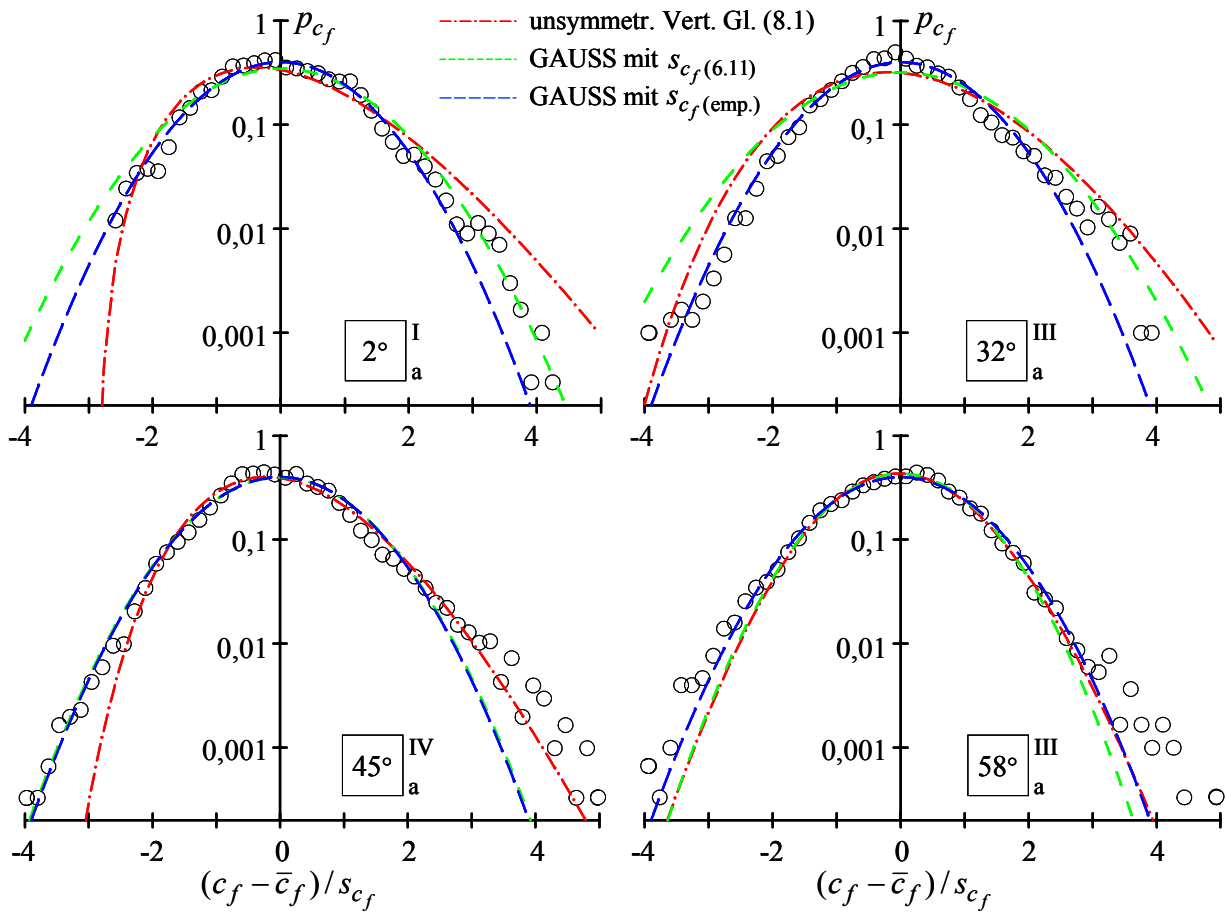 1 p_{c_f} unsymmetr. Vert. Gl. (8.1) 1 p_{c_f}
GAUSS mit s_{c_f (6.11)}
GAUSS mit s_{c_f (emp.)}
0,1 0,1
0,01 0,01
0,001 2° I a 0,001 32° III a
-4 -2 0 2 4 -4 -2 0 2 4
1 1
0,1 0,1
0,01 0,01
0,001 45° IV a 0,001 58° III a
-4 -2 0 2 4 -4 -2 0 2 4
(c_f – c̅_f) / s_{c_f} (c_f – c̅_f) / s_{c_f}